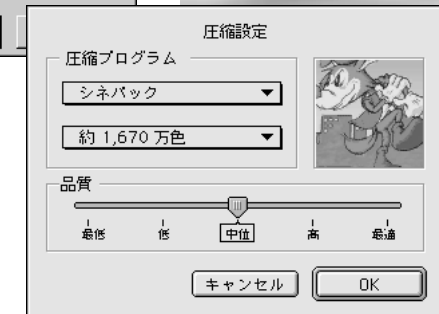 圧縮設定
圧縮プログラム
シネパック
約 1,670 万色
品質
最低 低 中位 高 最適
キャンセル OK